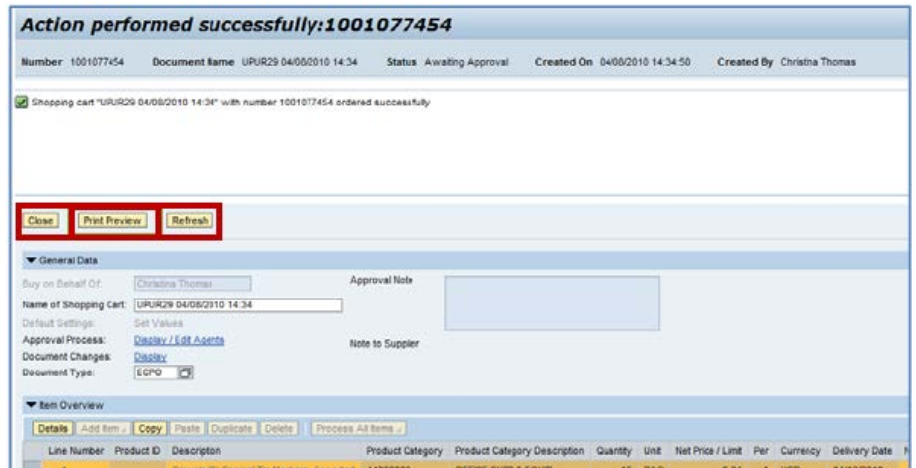 Action performed successfully:1001077454
Number 1001077454 Document Name UPUR29 04/08/2010 14:34 Status Awaiting Approval Created On 04/08/2010 14:34:50 Created By Christina Thomas
Shopping cart "UPUR29 04/08/2010 14:34" with number 1001077454 ordered successfully
Close Print Preview Refresh
General Data
Buy on Behalf Of: Christina Thomas Approval Note
Name of Shopping Cart: UPUR29 04/08/2010 14:34
Default Settings: Set Values
Approval Process: Display / Edit Agents Note to Supplier
Document Changes: Display
Document Type: ECPO
Item Overview
Details Add Item Copy Paste Duplicate Delete Process All Items
Line Number Product ID Description Product Category Product Category Description Quantity Unit Net Price / Limit Per Currency Delivery Date